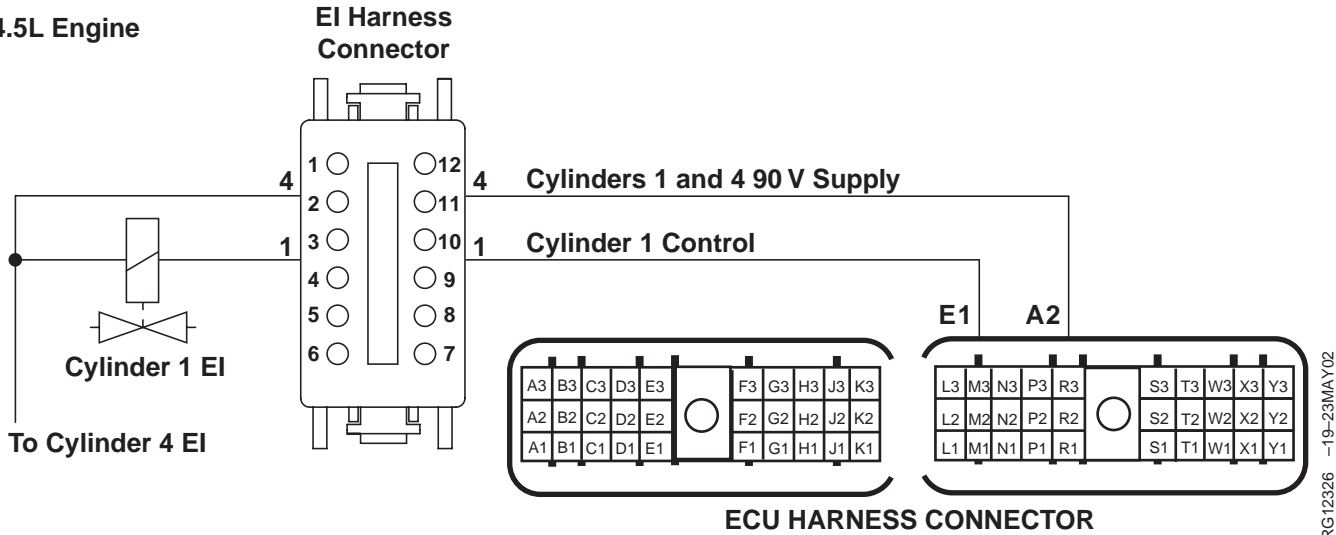 4.5L Engine
EI Harness
Connector
1 12
4 4 Cylinders 1 and 4 90 V Supply
2 11
1 3 10 1 Cylinder 1 Control
4 9
5 8
6 7
E1 A2
Cylinder 1 EI
To Cylinder 4 EI
A3 B3 C3 D3 E3 F3 G3 H3 J3 K3
A2 B2 C2 D2 E2 F2 G2 H2 J2 K2
A1 B1 C1 D1 E1 F1 G1 H1 J1 K1
L3 M3 N3 P3 R3 S3 T3 W3 X3 Y3
L2 M2 N2 P2 R2 S2 T2 W2 X2 Y2
L1 M1 N1 P1 R1 S1 T1 W1 X1 Y1
ECU HARNESS CONNECTOR
RG12326 –19–23MAY02